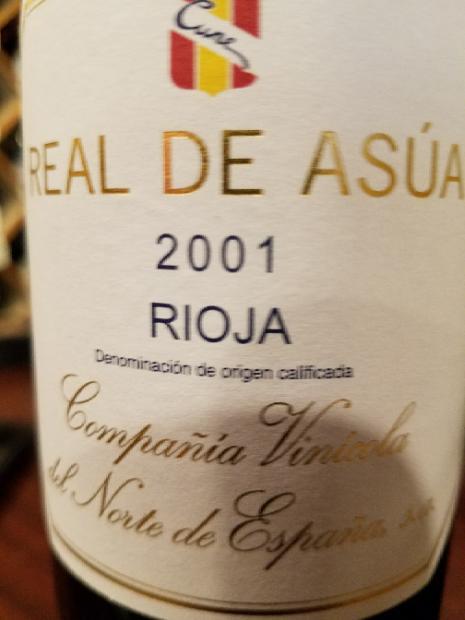 Cune
REAL DE ASÚA
2001
RIOJA
Denominación de origen calificada
Compañía Vinícola
del Norte de España, s.a.